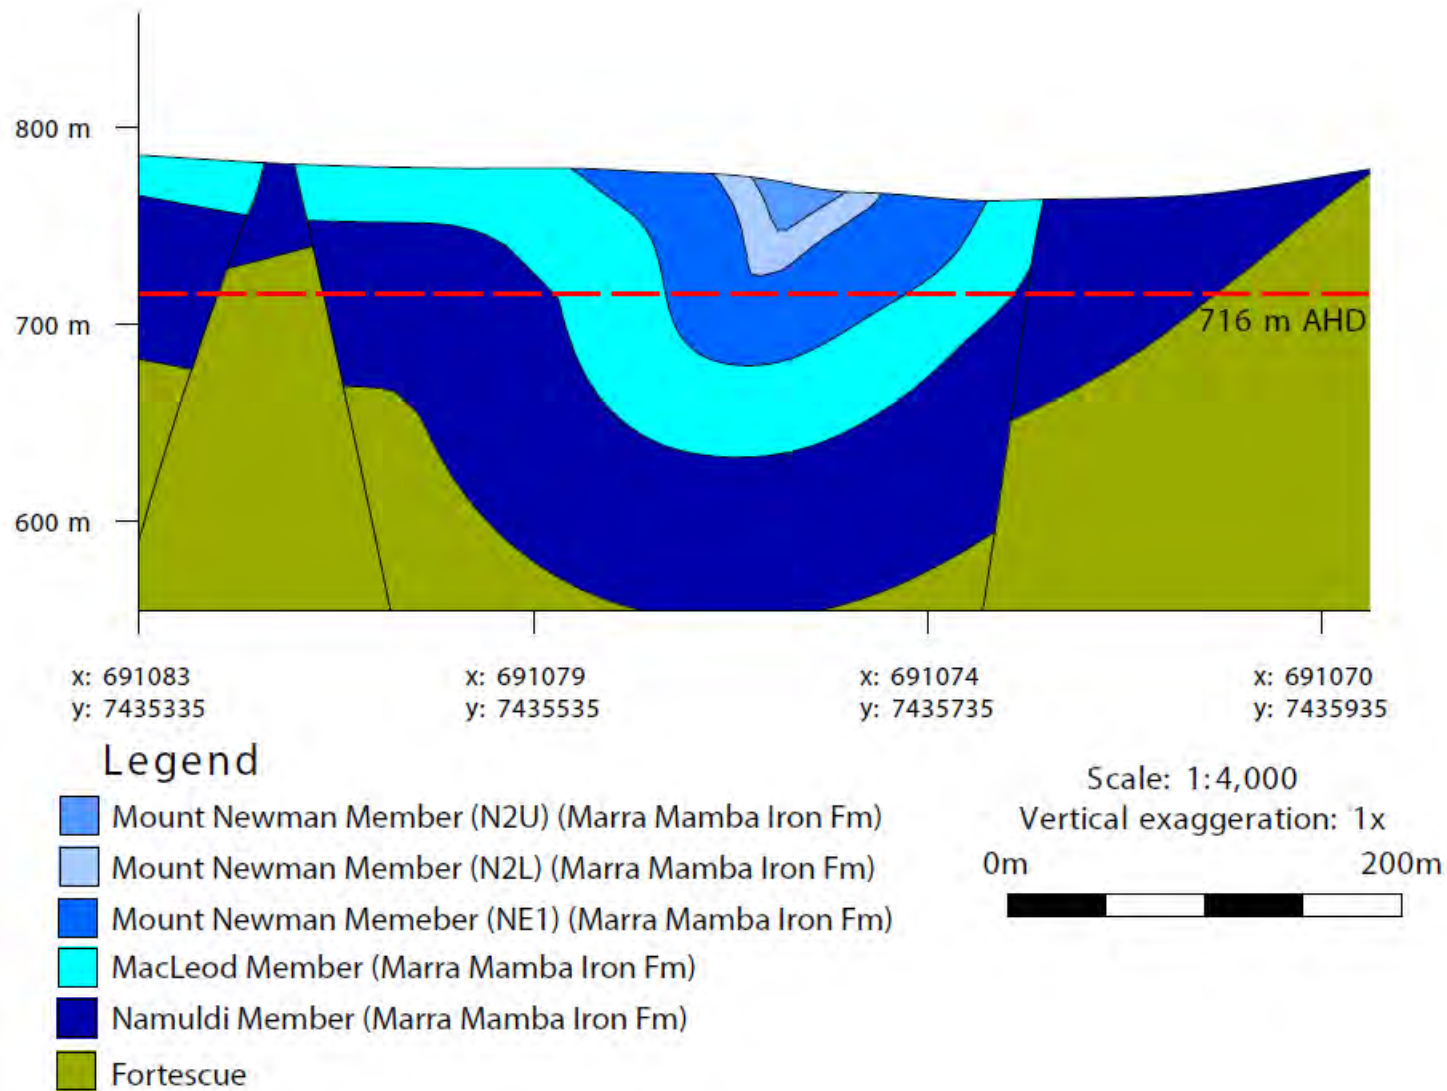 800 m
700 m
716 m AHD
600 m
x: 691083
y: 7435335
x: 691079
y: 7435535
x: 691074
y: 7435735
x: 691070
y: 7435935
Legend
Mount Newman Member (N2U) (Marra Mamba Iron Fm)
Mount Newman Member (N2L) (Marra Mamba Iron Fm)
Mount Newman Memeber (NE1) (Marra Mamba Iron Fm)
MacLeod Member (Marra Mamba Iron Fm)
Namuldi Member (Marra Mamba Iron Fm)
Fortescue
Scale: 1:4,000
Vertical exaggeration: 1x
0m 200m